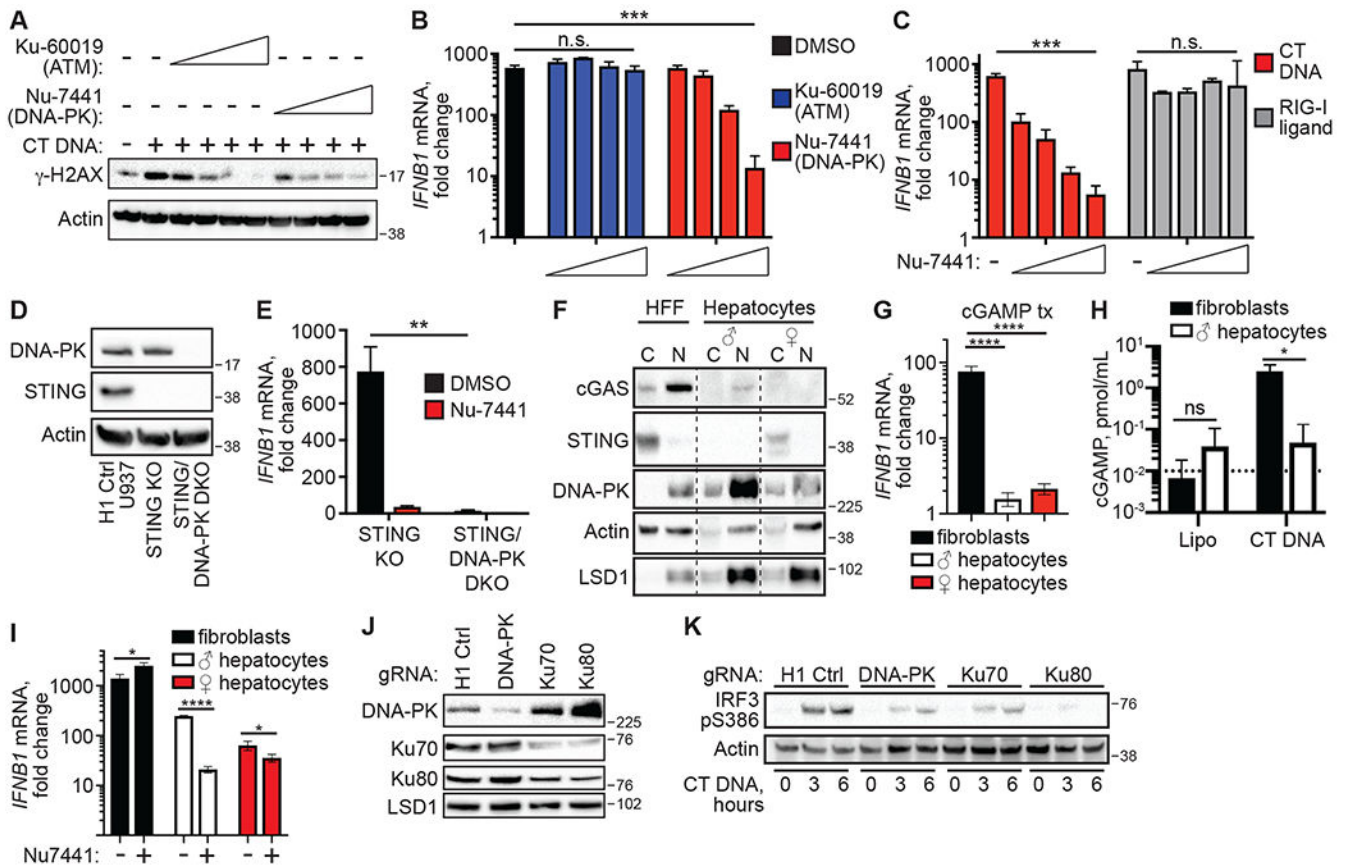 A
Ku-60019
(ATM):
- - - - - -
Nu-7441
(DNA-PK):
- - - - - -
CT DNA: - + + + + + + + + +
γ-H2AX
-17
Actin
-38
B
***
n.s.
IFNB1 mRNA,
fold change
1000
100
10
1
DMSO
Ku-60019
(ATM)
Nu-7441
(DNA-PK)
C
***
n.s.
IFNB1 mRNA,
fold change
1000
100
10
1
Nu-7441: - -
CT
DNA
RIG-I
ligand
D
DNA-PK
-17
STING
-38
Actin
-38
H1 Ctrl
U937
STING KO
STING/
DNA-PK DKO
E
**
IFNB1 mRNA,
fold change
1000
800
600
400
200
0
DMSO
Nu-7441
STING
KO
STING/
DNA-PK
DKO
F
HFF Hepatocytes
♂ ♀
C N C N C N
cGAS
-52
STING
-38
DNA-PK
-225
Actin
-38
LSD1
-102
G
cGAMP tx
****
****
IFNB1 mRNA,
fold change
100
10
1
fibroblasts
♂ hepatocytes
♀ hepatocytes
H
fibroblasts
♂ hepatocytes
cGAMP, pmol/mL
10¹
10⁰
10⁻¹
10⁻²
10⁻³
ns
*
Lipo CT DNA
I
fibroblasts
♂ hepatocytes
♀ hepatocytes
*
****
*
IFNB1 mRNA,
fold change
1000
100
10
Nu7441: - + - + - +
J
gRNA:
H1 Ctrl
DNA-PK
Ku70
Ku80
DNA-PK
-225
Ku70
-76
Ku80
-76
LSD1
-102
K
gRNA: H1 Ctrl DNA-PK Ku70 Ku80
IRF3
pS386
-76
Actin
-38
CT DNA,
hours
0 3 6 0 3 6 0 3 6 0 3 6